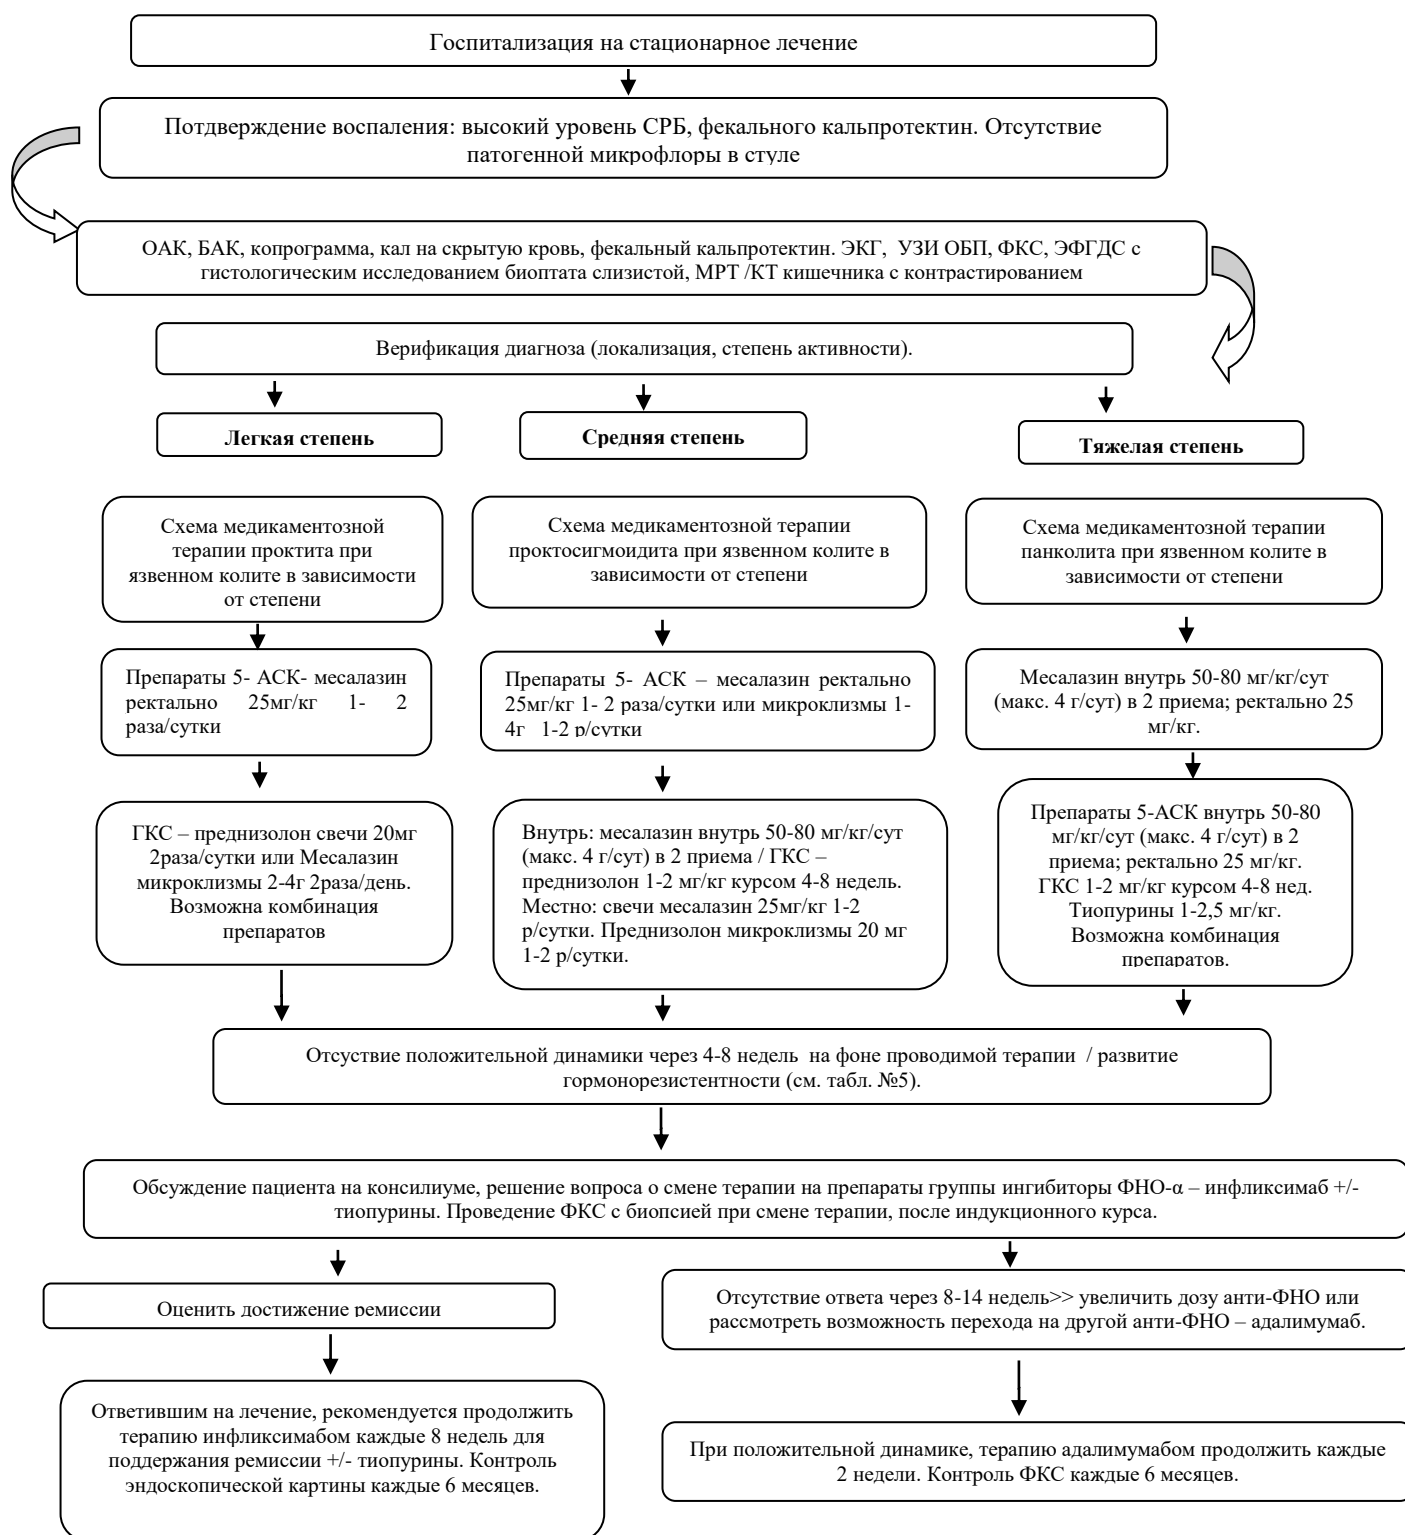 Госпитализация на стационарное лечение
Потдверждение воспаления: высокий уровень СРБ, фекального кальпротектин. Отсутствие
патогенной микрофлоры в стуле
ОАК, БАК, копрограмма, кал на скрытую кровь, фекальный кальпротектин. ЭКГ, УЗИ ОБП, ФКС, ЭФГДС с
гистологическим исследованием биоптата слизистой, МРТ /КТ кишечника с контрастированием
Верификация диагноза (локализация, степень активности).
Легкая степень
Средняя степень
Тяжелая степень
Схема медикаментозной
терапии проктита при
язвенном колите в зависимости
от степени
Схема медикаментозной терапии
проктосигмоидита при язвенном колите в
зависимости от степени
Схема медикаментозной терапии
панколита при язвенном колите в
зависимости от степени
Препараты 5- АСК- месалазин
ректально 25мг/кг 1- 2
раза/сутки
Препараты 5- АСК – месалазин ректально
25мг/кг 1- 2 раза/сутки или микроклизмы 1-
4г 1-2 р/сутки
Месалазин внутрь 50-80 мг/кг/сут
(макс. 4 г/сут) в 2 приема; ректально 25
мг/кг.
ГКС – преднизолон свечи 20мг
2раза/сутки или Месалазин
микроклизмы 2-4г 2раза/день.
Возможна комбинация
препаратов
Внутрь: месалазин внутрь 50-80 мг/кг/сут
(макс. 4 г/сут) в 2 приема / ГКС –
преднизолон 1-2 мг/кг курсом 4-8 недель.
Местно: свечи месалазин 25мг/кг 1-2
р/сутки. Преднизолон микроклизмы 20 мг
1-2 р/сутки.
Препараты 5-АСК внутрь 50-80
мг/кг/сут (макс. 4 г/сут) в 2
приема; ректально 25 мг/кг.
ГКС 1-2 мг/кг курсом 4-8 нед.
Тиопурины 1-2,5 мг/кг.
Возможна комбинация
препаратов.
Отсуствие положительной динамики через 4-8 недель на фоне проводимой терапии / развитие
гормонорезистентности (см. табл. №5).
Обсуждение пациента на консилиуме, решение вопроса о смене терапии на препараты группы ингибиторы ФНО-α – инфликсимаб +/-
тиопурины. Проведение ФКС с биопсией при смене терапии, после индукционного курса.
Оценить достижение ремиссии
Отсутствие ответа через 8-14 недель>> увеличить дозу анти-ФНО или
рассмотреть возможность перехода на другой анти-ФНО – адалимумаб.
Ответившим на лечение, рекомендуется продолжить
терапию инфликсимабом каждые 8 недель для
поддержания ремиссии +/- тиопурины. Контроль
эндоскопической картины каждые 6 месяцев.
При положительной динамике, терапию адалимумабом продолжить каждые
2 недели. Контроль ФКС каждые 6 месяцев.